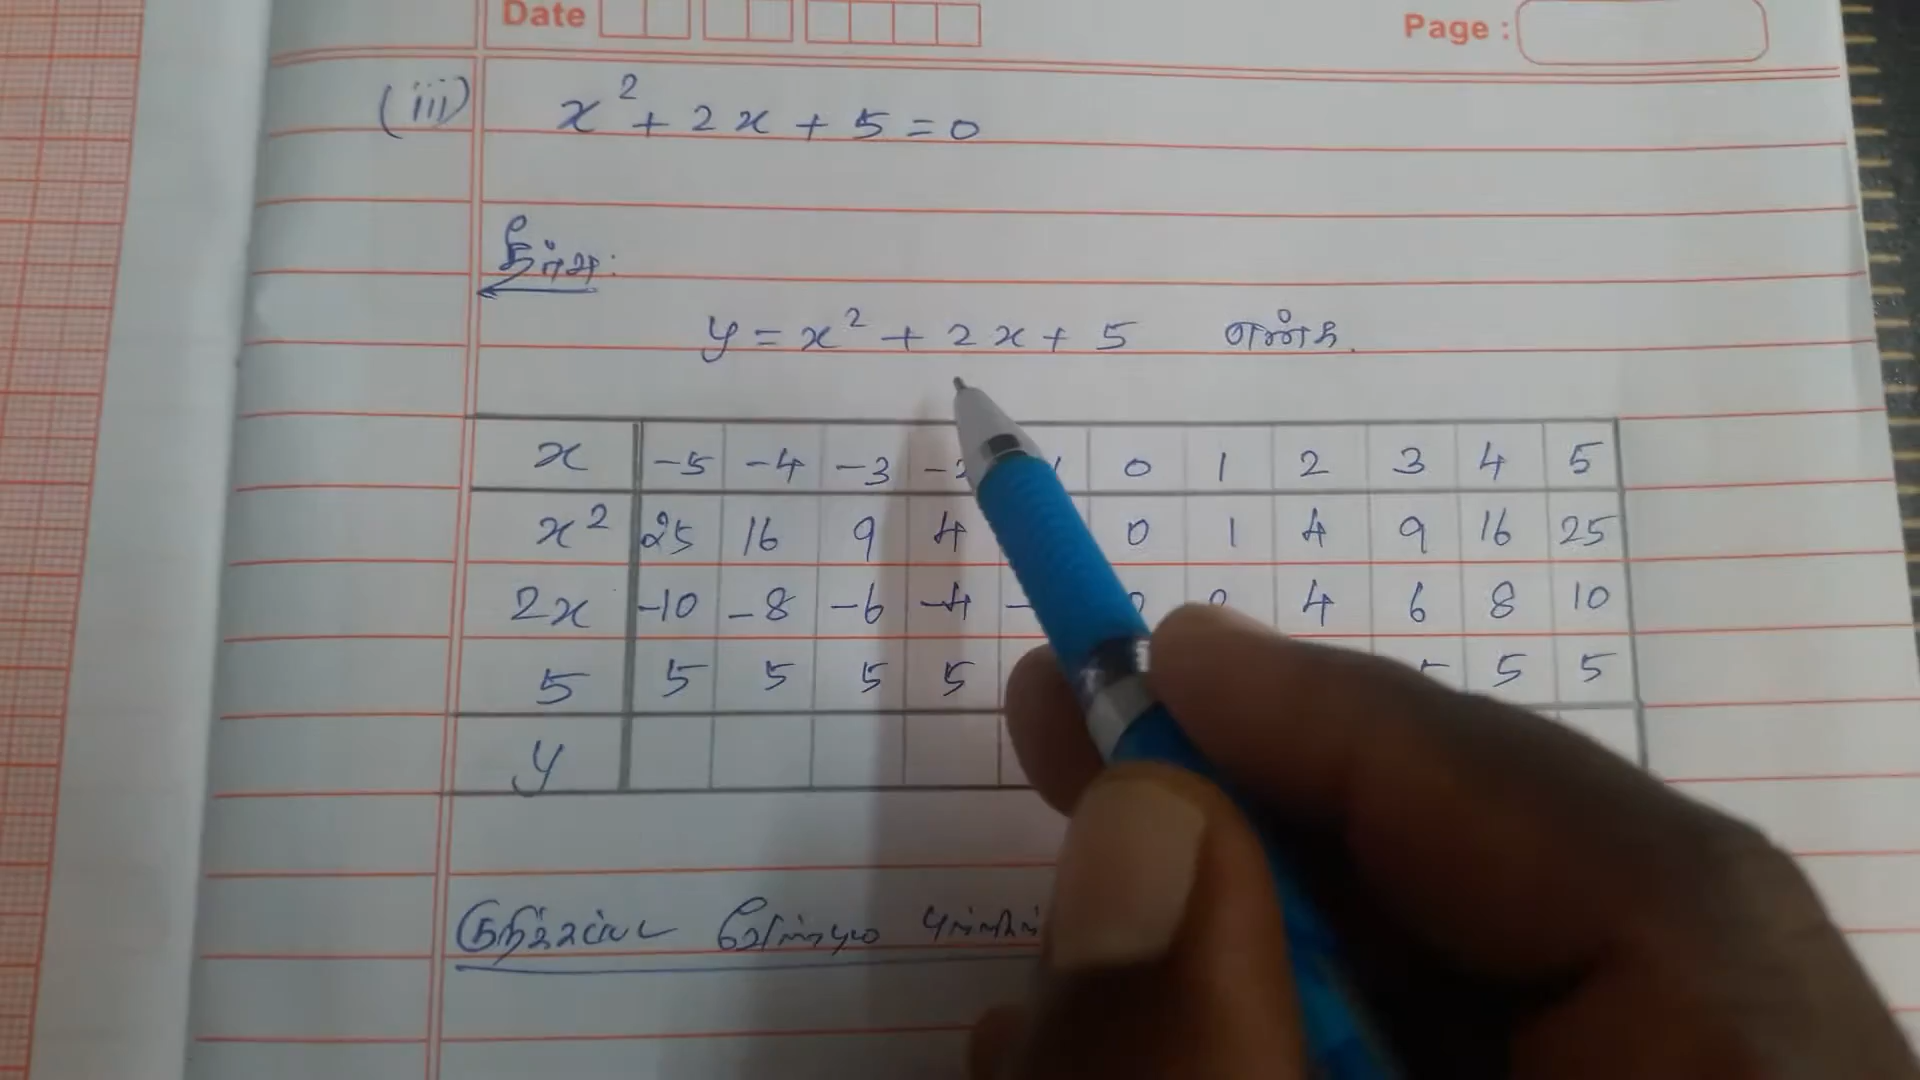 Date Page :
(iii) x² + 2x + 5 = 0
தீர்வு:
y = x² + 2x + 5 என்க.
x -5 -4 -3 0 1 2 3 4 5
x² 25 16 9 4 0 1 4 9 16 25
2x -10 -8 -6 -4 4 6 8 10
5 5 5 5 5 5 5
y
குறிக்கப்பட வேண்டிய